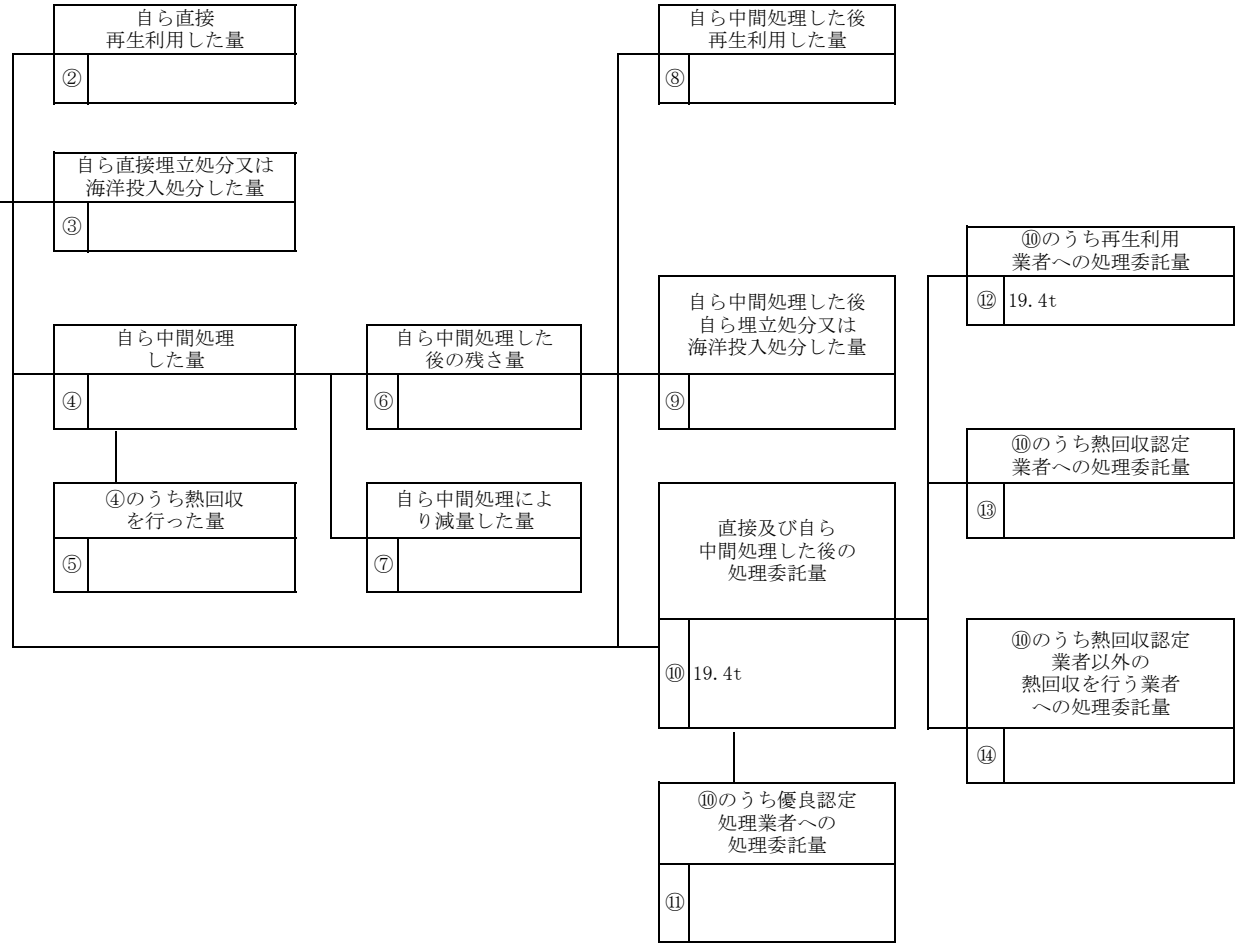 自ら直接
再生利用した量
②
自ら直接埋立処分又は
海洋投入処分した量
③
自ら中間処理
した量
④
④のうち熱回収
を行った量
⑤
自ら中間処理した
後の残さ量
⑥
自ら中間処理によ
り減量した量
⑦
自ら中間処理した後
再生利用した量
⑧
自ら中間処理した後
自ら埋立処分又は
海洋投入処分した量
⑨
直接及び自ら
中間処理した後の
処理委託量
⑩ 19.4t
⑩のうち優良認定
処理業者への
処理委託量
⑪
⑩のうち再生利用
業者への処理委託量
⑫ 19.4t
⑩のうち熱回収認定
業者への処理委託量
⑬
⑩のうち熱回収認定
業者以外の
熱回収を行う業者
への処理委託量
⑭